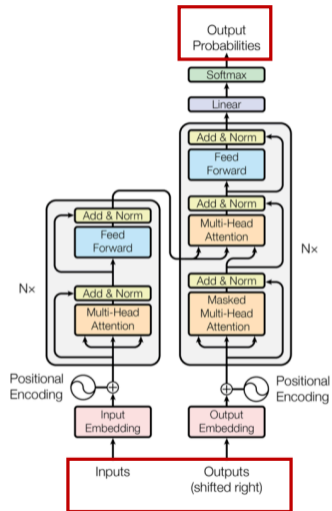 Output
Probabilities
Softmax
Linear
Add & Norm
Feed
Forward
Add & Norm
Multi-Head
Attention
Add & Norm
Masked
Multi-Head
Attention
Nx
Add & Norm
Feed
Forward
Add & Norm
Multi-Head
Attention
Nx
Positional
Encoding
Positional
Encoding
Input
Embedding
Output
Embedding
Inputs
Outputs
(shifted right)